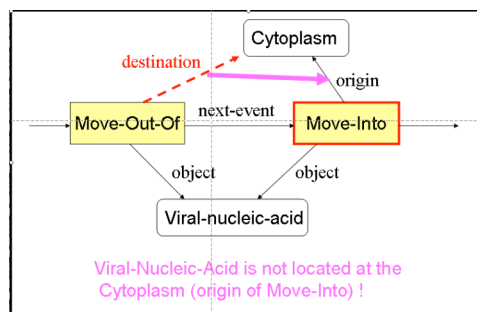 Cytoplasm
destination
origin
next-event
Move-Out-Of
Move-Into
object
object
Viral-nucleic-acid
Viral-Nucleic-Acid is not located at the
Cytoplasm (origin of Move-Into) !